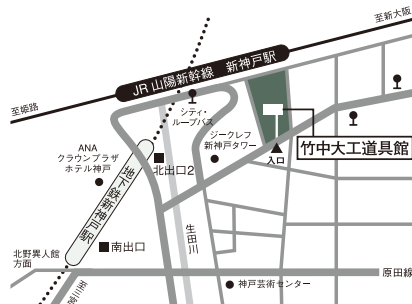 至新大阪
JR 山陽新幹線 新神戸駅
至姫路
シティ・
ループバス
ANA
クラウンプラザ
ホテル神戸
ジークレフ
新神戸タワー
入口
竹中大工道具館
北出口2
地下鉄新神戸駅
生田川
南出口
北野異人館
方面
原田線
神戸芸術センター
至三宮